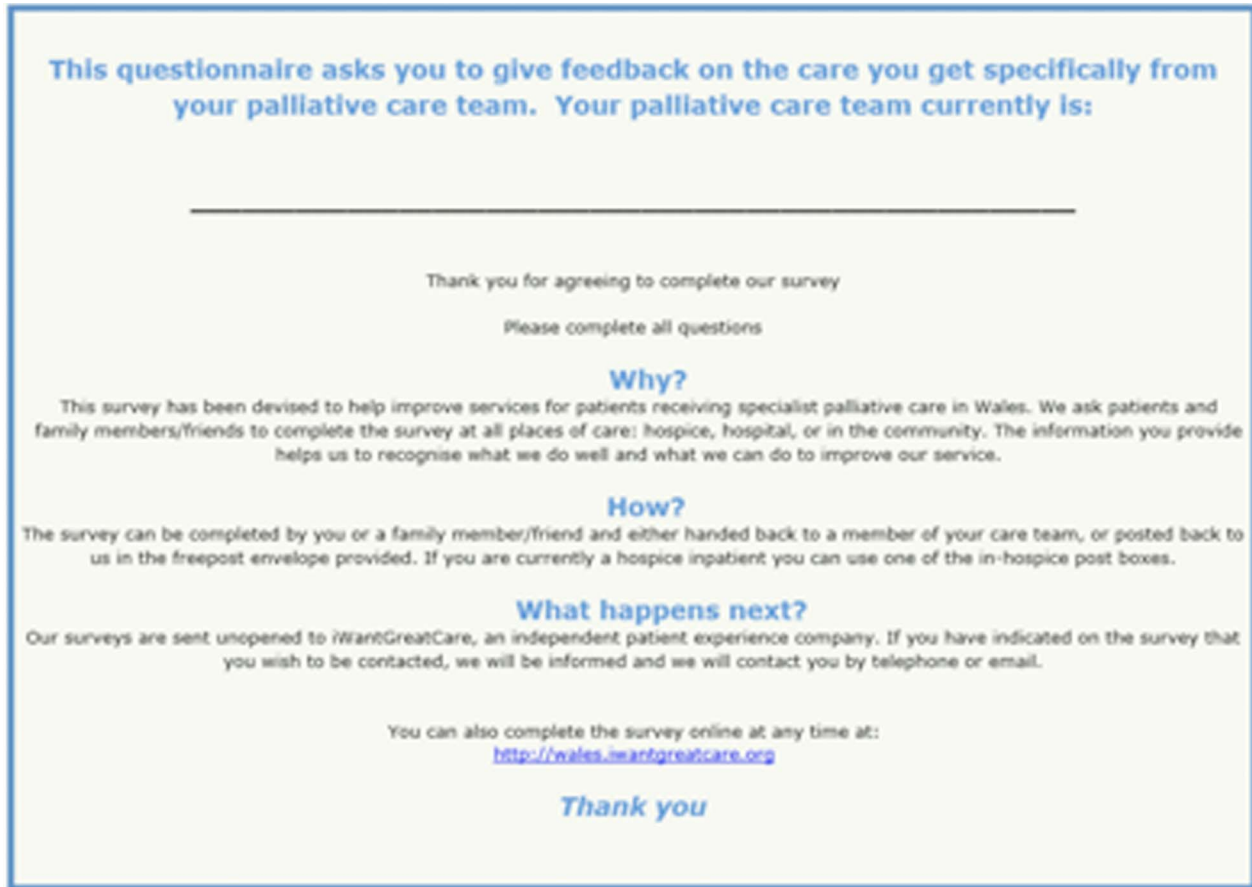 This questionnaire asks you to give feedback on the care you get specifically from
your palliative care team. Your palliative care team currently is:
Thank you for agreeing to complete our survey
Please complete all questions
Why?
This survey has been devised to help improve services for patients receiving specialist palliative care in Wales. We ask patients and
family members/friends to complete the survey at all places of care: hospice, hospital, or in the community. The information you provide
helps us to recognise what we do well and what we can do to improve our service.
How?
The survey can be completed by you or a family member/friend and either handed back to a member of your care team, or posted back to
us in the freepost envelope provided. If you are currently a hospice inpatient you can use one of the in-hospice post boxes.
What happens next?
Our surveys are sent unopened to iWantGreatCare, an independent patient experience company. If you have indicated on the survey that
you wish to be contacted, we will be informed and we will contact you by telephone or email.
You can also complete the survey online at any time at:
http://wales.iwantgreatcare.org
Thank you